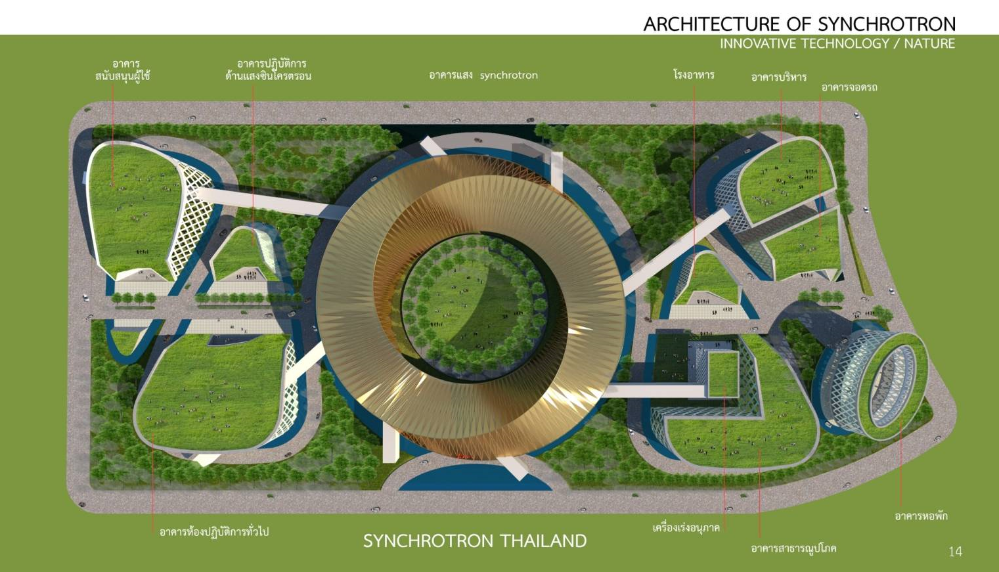 ARCHITECTURE OF SYNCHROTRON
INNOVATIVE TECHNOLOGY / NATURE
อาคาร
สนับสนุนผู้ใช้
อาคารปฏิบัติการ
ด้านแสงซินโครตรอน
อาคารแสง synchrotron
โรงอาหาร
อาคารบริหาร
อาคารจอดรถ
อาคารห้องปฏิบัติการทั่วไป
SYNCHROTRON THAILAND
เครื่องเร่งอนุภาค
อาคารสาธารณูปโภค
อาคารหอพัก
14